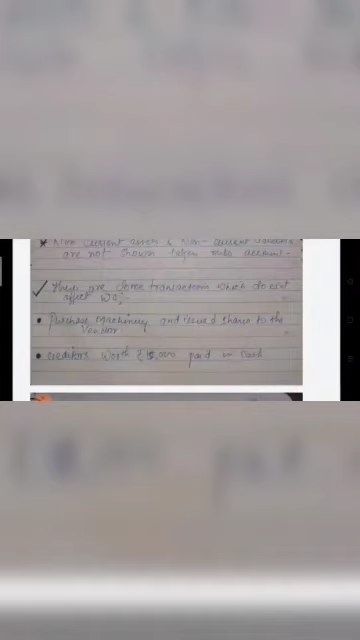 * Non current assets & Non-current liabilities
are not shown taken into account.
✓ There are some transactions which do not
affect WC:-
• Purchase machinery and issued shares to the
Vendor
• Creditors worth ₹ 10,000 paid in cash